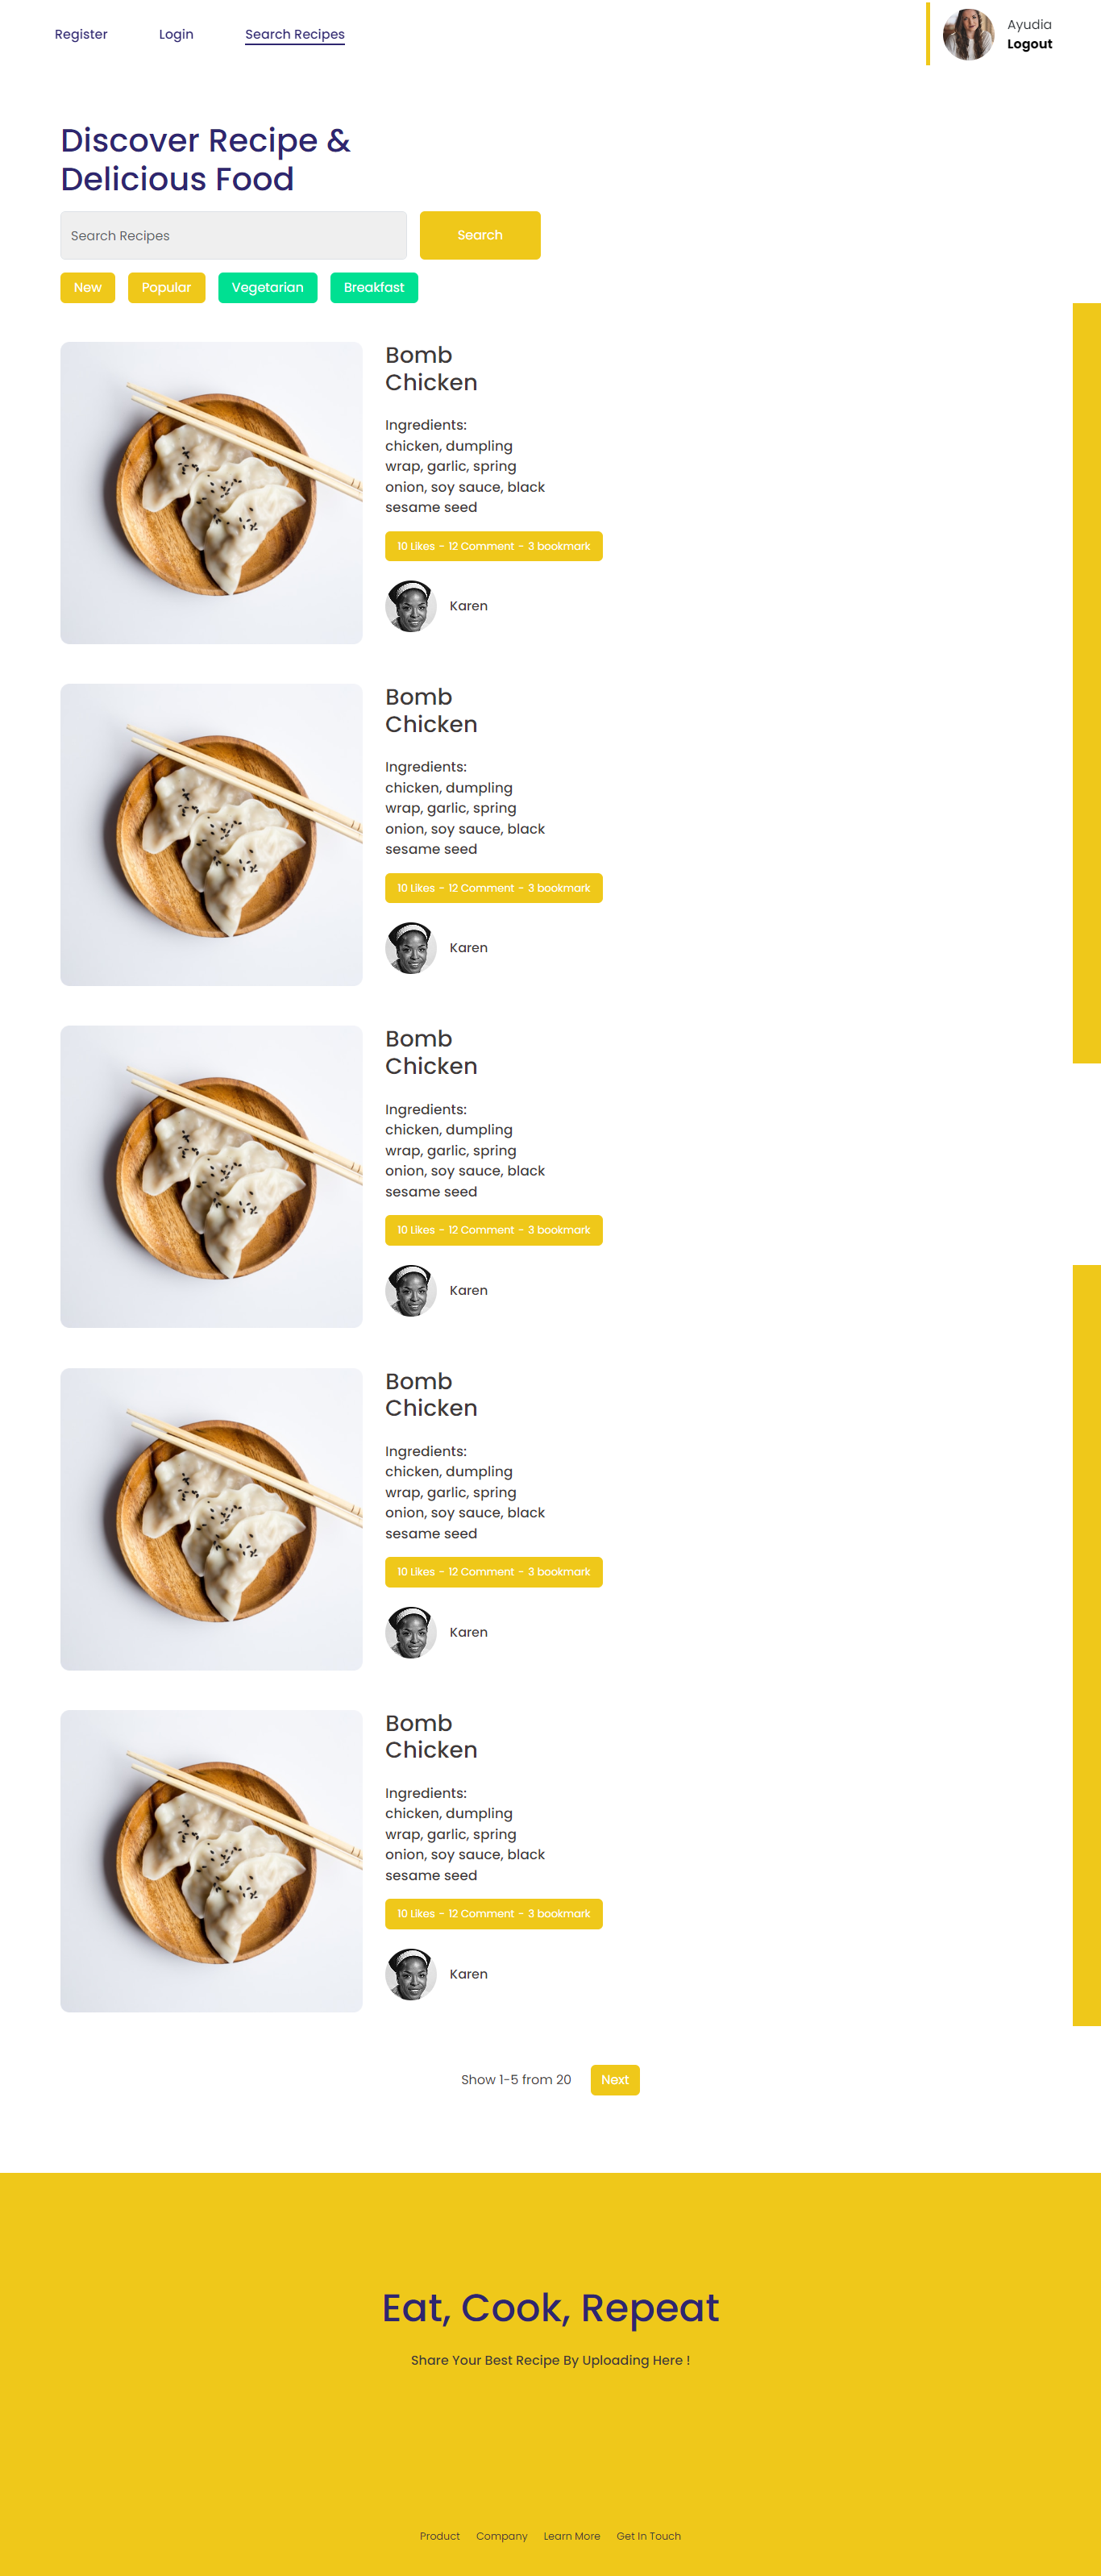 Register Login Search Recipes
Ayudia
Logout
Discover Recipe &
Delicious Food
Search Recipes
Search
New Popular Vegetarian Breakfast
Bomb
Chicken
Ingredients:
chicken, dumpling
wrap, garlic, spring
onion, soy sauce, black
sesame seed
10 Likes - 12 Comment - 3 bookmark
Karen
Bomb
Chicken
Ingredients:
chicken, dumpling
wrap, garlic, spring
onion, soy sauce, black
sesame seed
10 Likes - 12 Comment - 3 bookmark
Karen
Bomb
Chicken
Ingredients:
chicken, dumpling
wrap, garlic, spring
onion, soy sauce, black
sesame seed
10 Likes - 12 Comment - 3 bookmark
Karen
Bomb
Chicken
Ingredients:
chicken, dumpling
wrap, garlic, spring
onion, soy sauce, black
sesame seed
10 Likes - 12 Comment - 3 bookmark
Karen
Bomb
Chicken
Ingredients:
chicken, dumpling
wrap, garlic, spring
onion, soy sauce, black
sesame seed
10 Likes - 12 Comment - 3 bookmark
Karen
Show 1-5 from 20 Next
Eat, Cook, Repeat
Share Your Best Recipe By Uploading Here !
Product Company Learn More Get In Touch